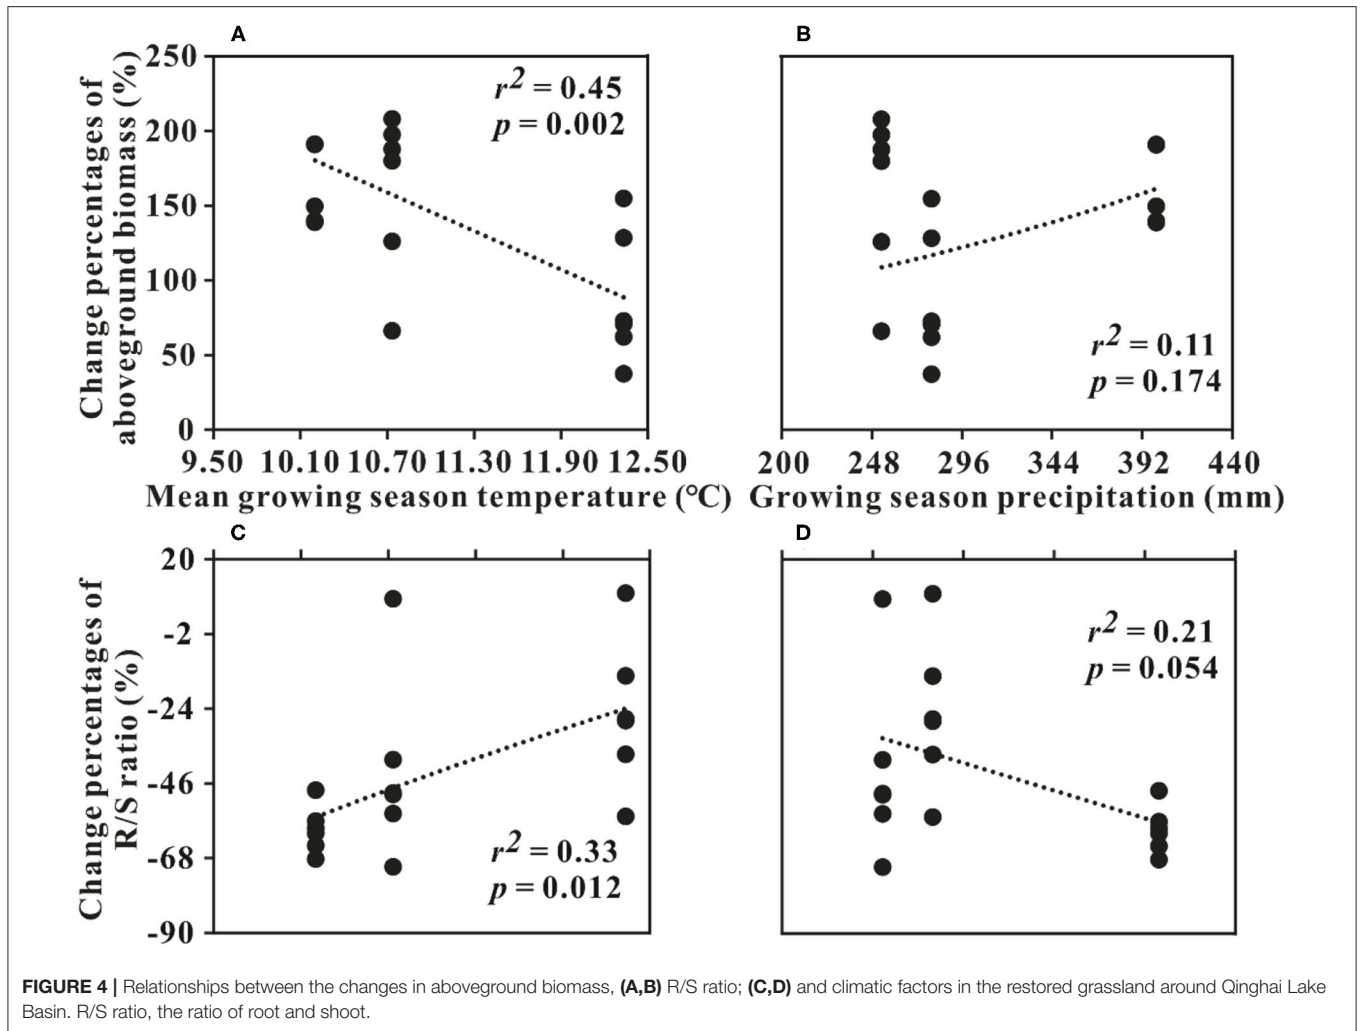 A
B
Change percentages of
aboveground biomass (%)
250
200
150
100
50
0
r2 = 0.45
p = 0.002
r2 = 0.11
p = 0.174
9.50 10.10 10.70 11.30 11.90 12.50
200 248 296 344 392 440
Mean growing season temperature (°C)
Growing season precipitation (mm)
C
D
Change percentages of
R/S ratio (%)
20
-2
-24
-46
-68
-90
r2 = 0.33
p = 0.012
r2 = 0.21
p = 0.054
FIGURE 4 | Relationships between the changes in aboveground biomass, (A,B) R/S ratio; (C,D) and climatic factors in the restored grassland around Qinghai Lake
Basin. R/S ratio, the ratio of root and shoot.